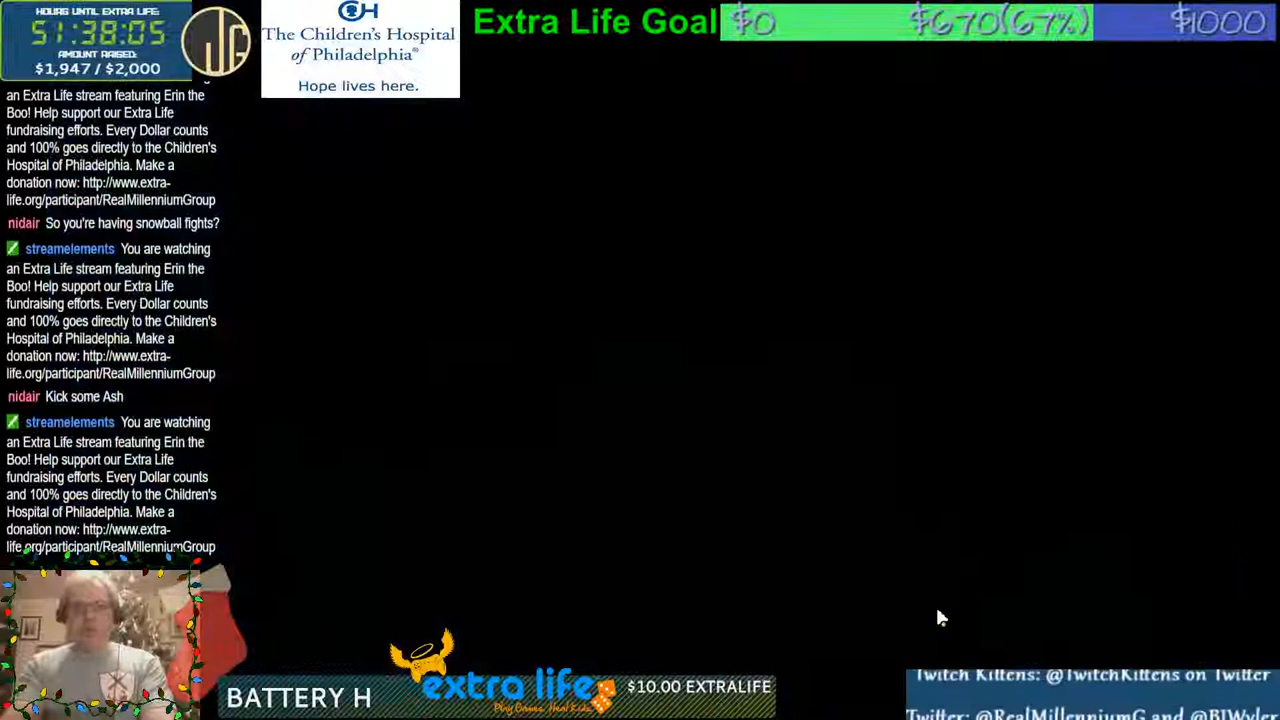 HOURS UNTIL EXTRA LIFE:
51:38:05
AMOUNT RAISED:
$1,947 / $2,000
The Children's Hospital
of Philadelphia®
Hope lives here.
Extra Life Goal
$0
$670(67%)
$1000
an Extra Life stream featuring Erin the
Boo! Help support our Extra Life
fundraising efforts. Every Dollar counts
and 100% goes directly to the Children's
Hospital of Philadelphia. Make a
donation now: http://www.extra-
life.org/participant/RealMillenniumGroup
nidair So you're having snowball fights?
streamelements You are watching
an Extra Life stream featuring Erin the
Boo! Help support our Extra Life
fundraising efforts. Every Dollar counts
and 100% goes directly to the Children's
Hospital of Philadelphia. Make a
donation now: http://www.extra-
life.org/participant/RealMillenniumGroup
nidair Kick some Ash
streamelements You are watching
an Extra Life stream featuring Erin the
Boo! Help support our Extra Life
fundraising efforts. Every Dollar counts
and 100% goes directly to the Children's
Hospital of Philadelphia. Make a
donation now: http://www.extra-
life.org/participant/RealMillenniumGroup
BATTERY H
extra life
Play Games. Heal Kids.
$10.00 EXTRALIFE
Twitch Kittens: @TwitchKittens on Twitter
Twitter: @RealMillenniumG and @BJWyler